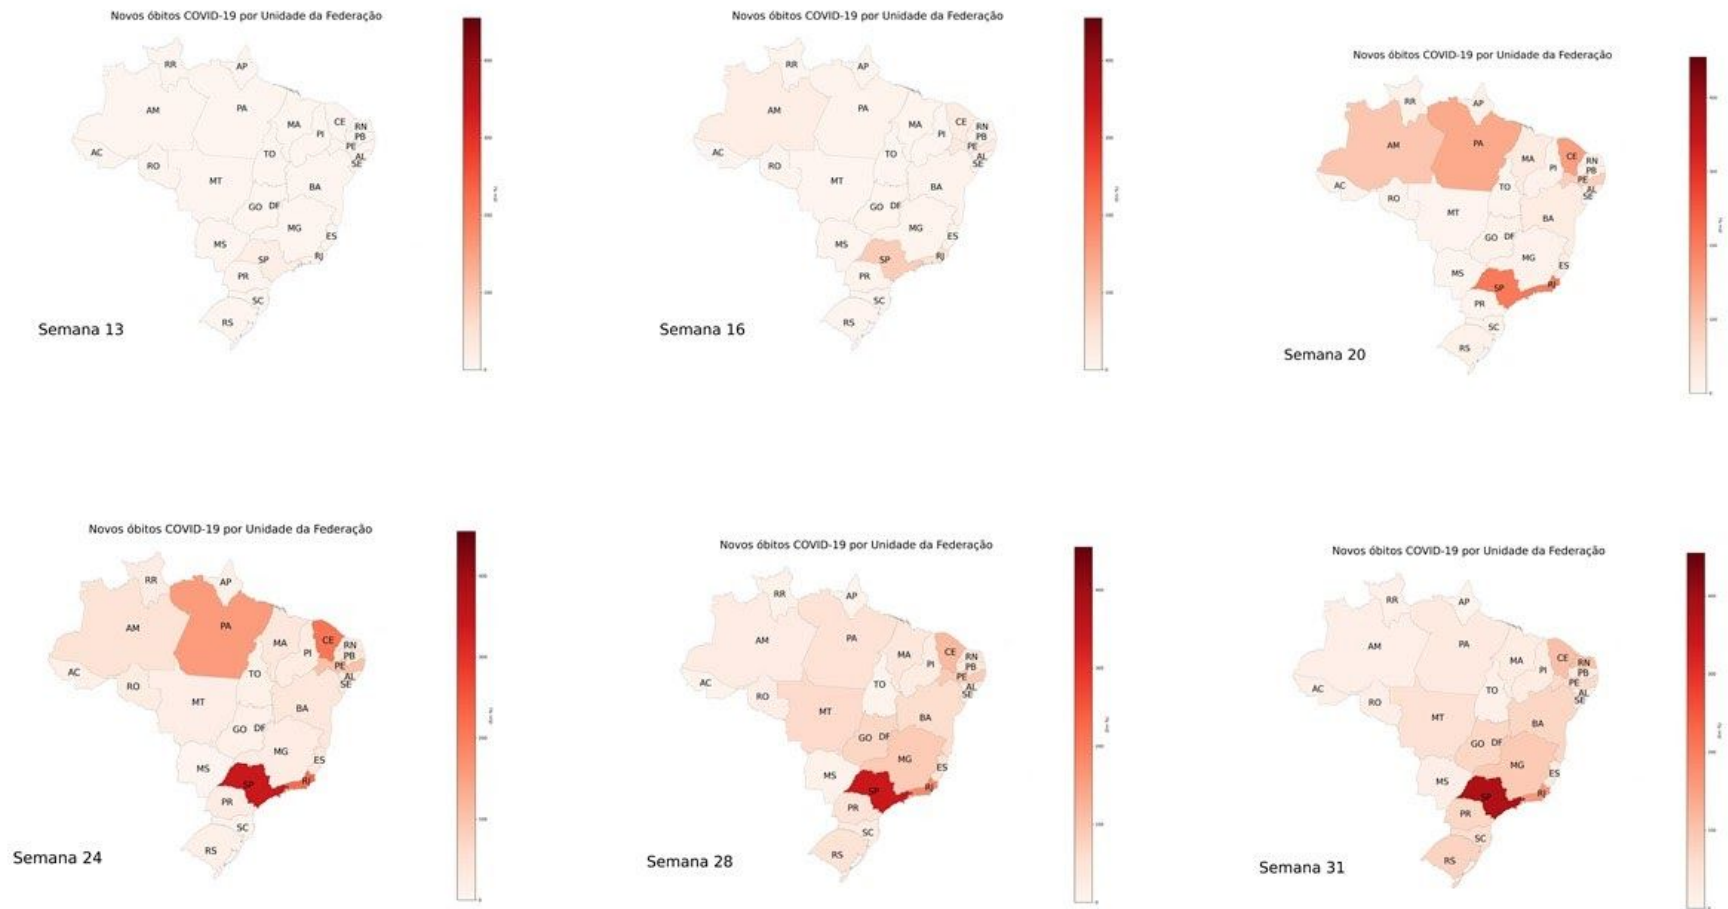 Novos óbitos COVID-19 por Unidade da Federação
RR
AP
AM
PA
MA
CE
RN
PI
PB
PE
AC
TO
AL
RO
SE
MT
BA
GO DF
MG
ES
MS
SP
RJ
PR
SC
RS
Semana 13
Novos óbitos COVID-19 por Unidade da Federação
RR
AP
AM
PA
MA
CE
RN
PI
PB
PE
AC
TO
AL
RO
SE
MT
BA
GO DF
MG
ES
MS
SP
RJ
PR
SC
RS
Semana 16
Novos óbitos COVID-19 por Unidade da Federação
RR
AP
AM
PA
MA
CE
RN
PI
PB
PE
AC
TO
AL
RO
SE
MT
BA
GO DF
MG
ES
MS
SP
RJ
PR
SC
RS
Semana 20
Novos óbitos COVID-19 por Unidade da Federação
RR
AP
AM
PA
MA
CE
RN
PI
PB
PE
AC
TO
AL
RO
SE
MT
BA
GO DF
MG
ES
MS
SP
RJ
PR
SC
RS
Semana 24
Novos óbitos COVID-19 por Unidade da Federação
RR
AP
AM
PA
MA
CE
RN
PI
PB
PE
AC
TO
AL
RO
SE
MT
BA
GO DF
MG
ES
MS
SP
RJ
PR
SC
RS
Semana 28
Novos óbitos COVID-19 por Unidade da Federação
RR
AP
AM
PA
MA
CE
RN
PI
PB
PE
AC
TO
AL
RO
SE
MT
BA
GO DF
MG
ES
MS
SP
RJ
PR
SC
RS
Semana 31